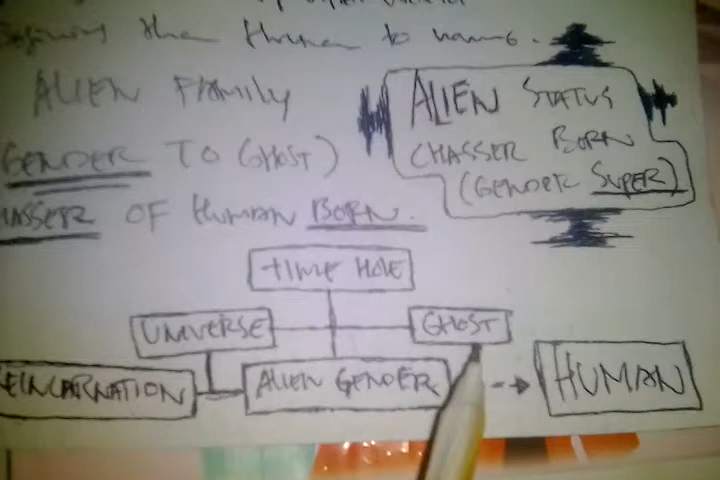 the Human to
ALIEN FAMILY
GENDER TO GHOST)
HASSER OF HUMAN BORN.
ALIEN STATUS
CHASSER BORN
(GENDER SUPER)
TIME HOLE
UNIVERSE
GHOST
EINCARNATION
ALIEN GENDER
HUMAN